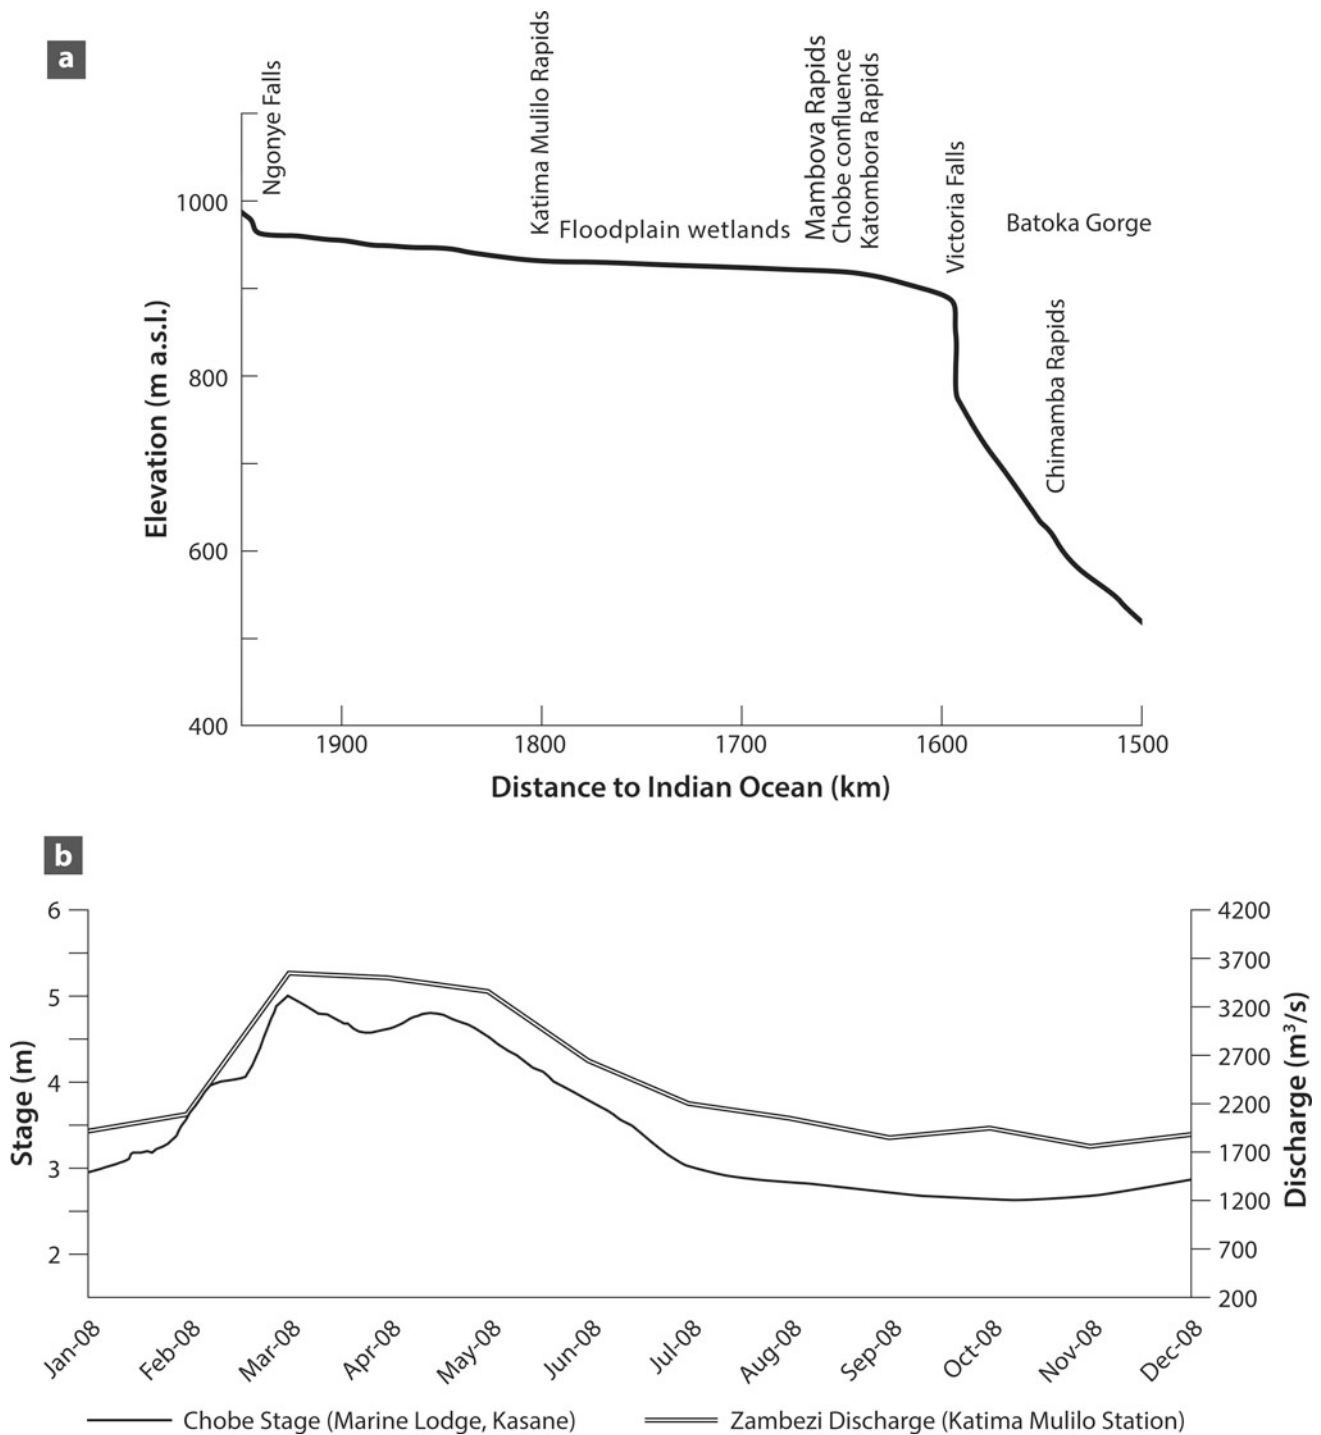 a
Ngonye Falls
Katima Mulilo Rapids
Mambova Rapids
Chobe confluence
Katombora Rapids
Victoria Falls
Batoka Gorge
Floodplain wetlands
Chimamba Rapids
Elevation (m a.s.l.)
1000
800
600
400
1900
1800
1700
1600
1500
Distance to Indian Ocean (km)
b
Stage (m)
6
5
4
3
2
4200
3700
3200
2700
2200
1700
1200
700
200
Discharge (m³/s)
Jan-08
Feb-08
Mar-08
Apr-08
May-08
Jun-08
Jul-08
Aug-08
Sep-08
Oct-08
Nov-08
Dec-08
Chobe Stage (Marine Lodge, Kasane)
Zambezi Discharge (Katima Mulilo Station)